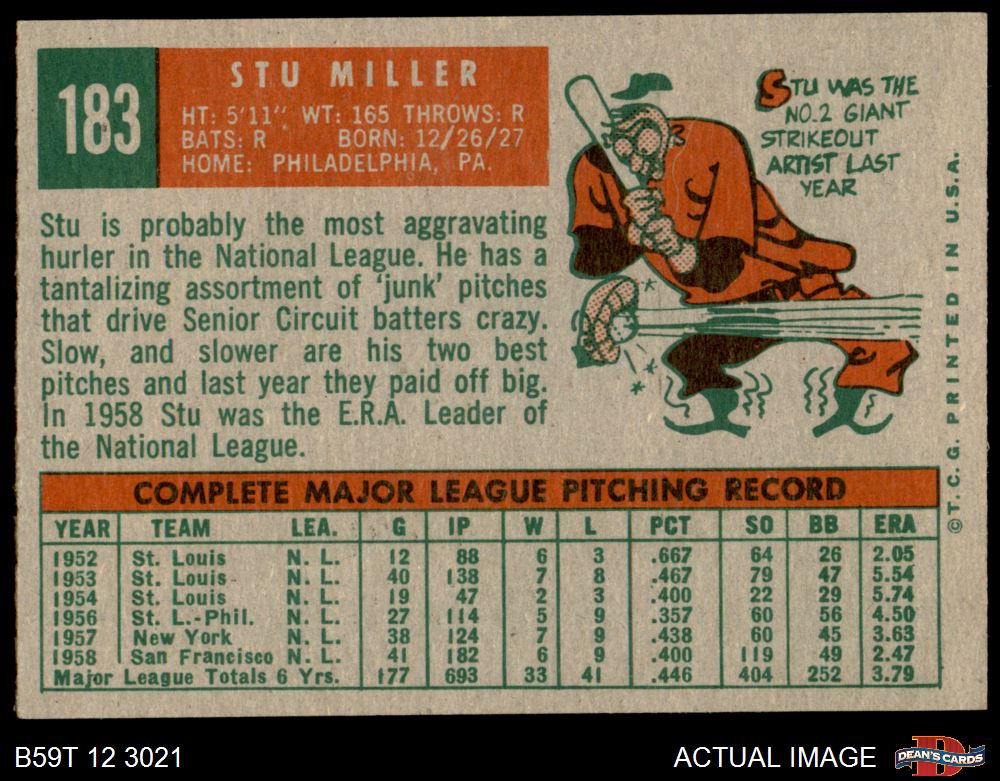 183
STU MILLER
HT: 5'11" WT: 165 THROWS: R
BATS: R BORN: 12/26/27
HOME: PHILADELPHIA, PA.
STU WAS THE
NO. 2 GIANT
STRIKEOUT
ARTIST LAST
YEAR
Stu is probably the most aggravating
hurler in the National League. He has a
tantalizing assortment of 'junk' pitches
that drive Senior Circuit batters crazy.
Slow, and slower are his two best
pitches and last year they paid off big.
In 1958 Stu was the E.R.A. Leader of
the National League.
COMPLETE MAJOR LEAGUE PITCHING RECORD
YEAR TEAM LEA. G IP W L PCT SO BB ERA
1952 St. Louis N. L. 12 88 6 3 .667 64 26 2.05
1953 St. Louis N. L. 40 138 7 8 .467 79 47 5.54
1954 St. Louis N. L. 19 47 2 3 .400 22 29 5.74
1956 St. L.-Phil. N. L. 27 114 5 9 .357 60 56 4.50
1957 New York N. L. 38 124 7 9 .438 60 45 3.63
1958 San Francisco N. L. 41 182 6 9 .400 119 49 2.47
Major League Totals 6 Yrs. 177 693 33 41 .446 404 252 3.79
©T.C.G. PRINTED IN U.S.A.
B59T 12 3021
ACTUAL IMAGE
D
DEAN'S CARDS